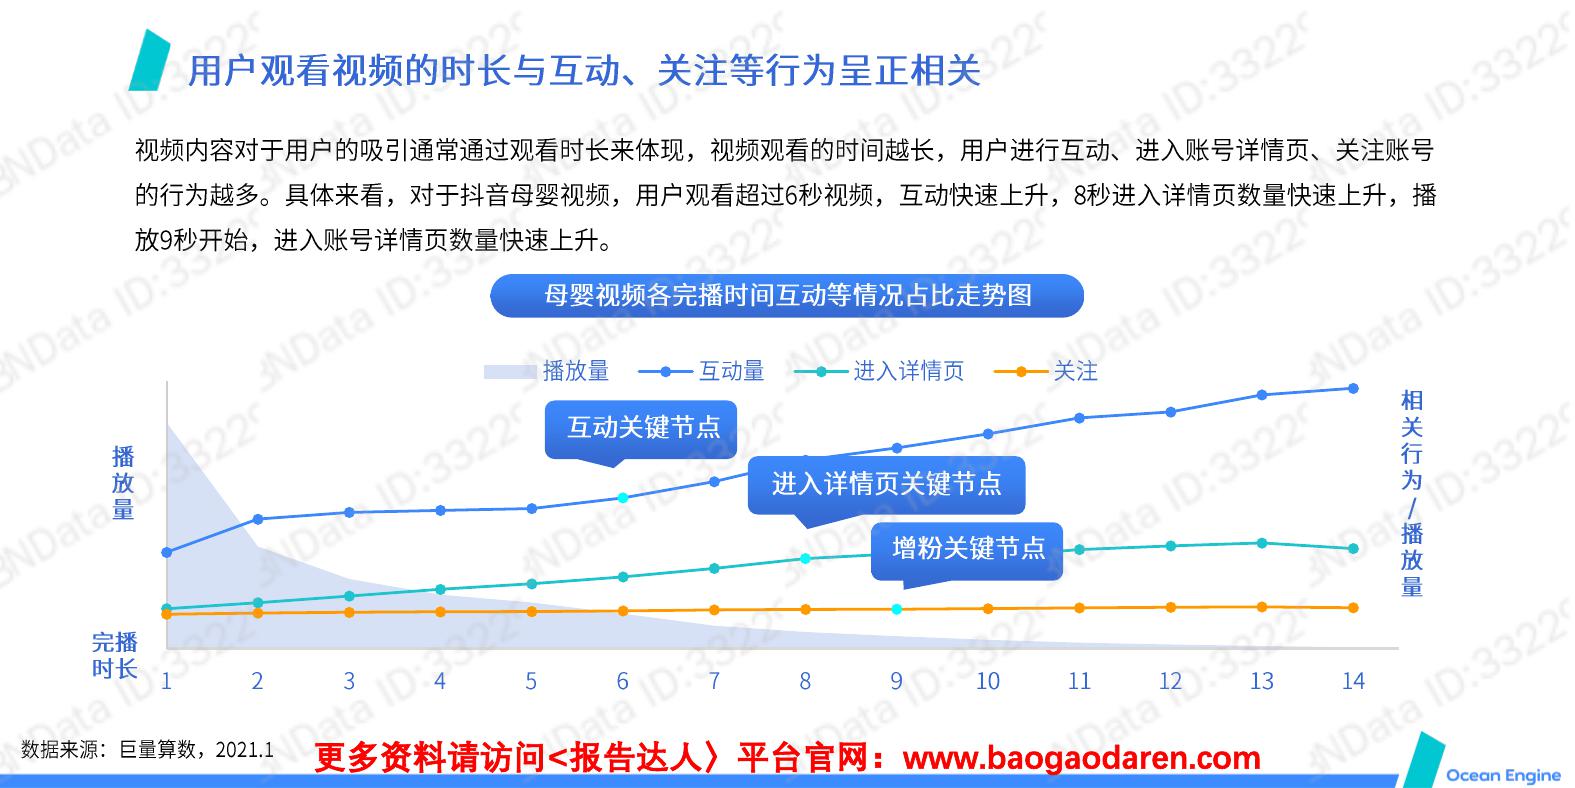 用户观看视频的时长与互动、关注等行为呈正相关
视频内容对于用户的吸引通常通过观看时长来体现，视频观看的时间越长，用户进行互动、进入账号详情页、关注账号
的行为越多。具体来看，对于抖音母婴视频，用户观看超过6秒视频，互动快速上升，8秒进入详情页数量快速上升，播
放9秒开始，进入账号详情页数量快速上升。
母婴视频各完播时间互动等情况占比走势图
播放量 互动量 进入详情页 关注
互动关键节点
进入详情页关键节点
增粉关键节点
播放量
相关行为/播放量
完播
时长
1 2 3 4 5 6 7 8 9 10 11 12 13 14
数据来源：巨量算数，2021.1
更多资料请访问<报告达人〉平台官网：www.baogaodaren.com
Ocean Engine